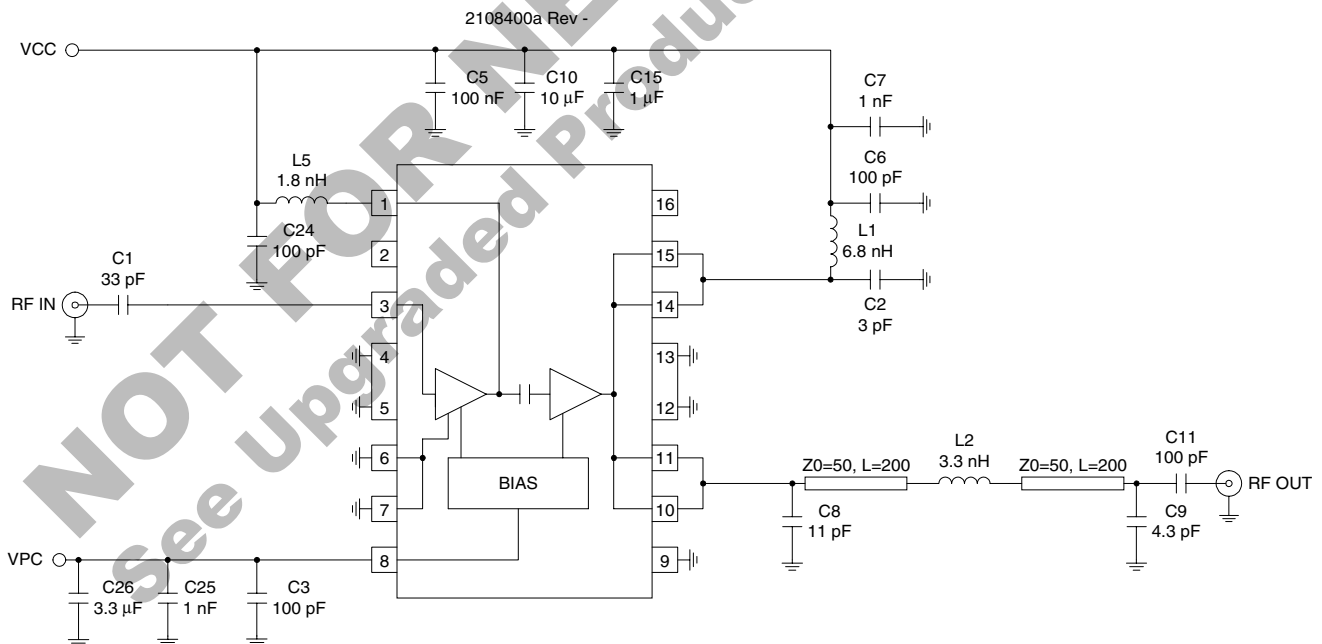 2108400a Rev -
VCC
C5
100 nF
C10
10 μF
C15
1 μF
C7
1 nF
C6
100 pF
L1
6.8 nH
C2
3 pF
L5
1.8 nH
C24
100 pF
C1
33 pF
RF IN
1
2
3
4
5
6
7
8
16
15
14
13
12
11
10
9
BIAS
VPC
C26
3.3 μF
C25
1 nF
C3
100 pF
C8
11 pF
Z0=50, L=200
L2
3.3 nH
Z0=50, L=200
C11
100 pF
RF OUT
C9
4.3 pF
NOT FOR
See Upgraded